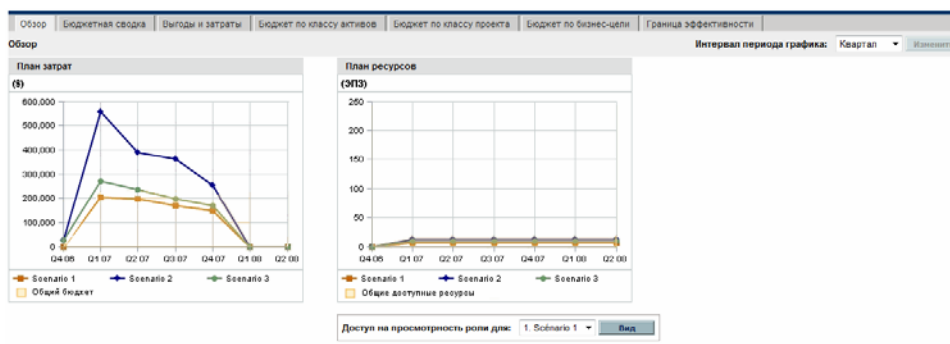 Обзор Бюджетная сводка Выгоды и затраты Бюджет по классу активов Бюджет по классу проекта Бюджет по бизнес-цели Граница эффективности
Обзор Интервал периода графика: Квартал Изменить
План затрат
($)
600,000
500,000
400,000
300,000
200,000
100,000
0
Q4 06 Q1 07 Q2 07 Q3 07 Q4 07 Q1 08 Q2 08
Scenario 1 Scenario 2 Scenario 3
Общий бюджет
План ресурсов
(ЭПЗ)
250
200
150
100
50
0
Q4 06 Q1 07 Q2 07 Q3 07 Q4 07 Q1 08 Q2 08
Scenario 1 Scenario 2 Scenario 3
Общие доступные ресурсы
Доступ на просмотрность роли для: 1. Scénario 1 Вид